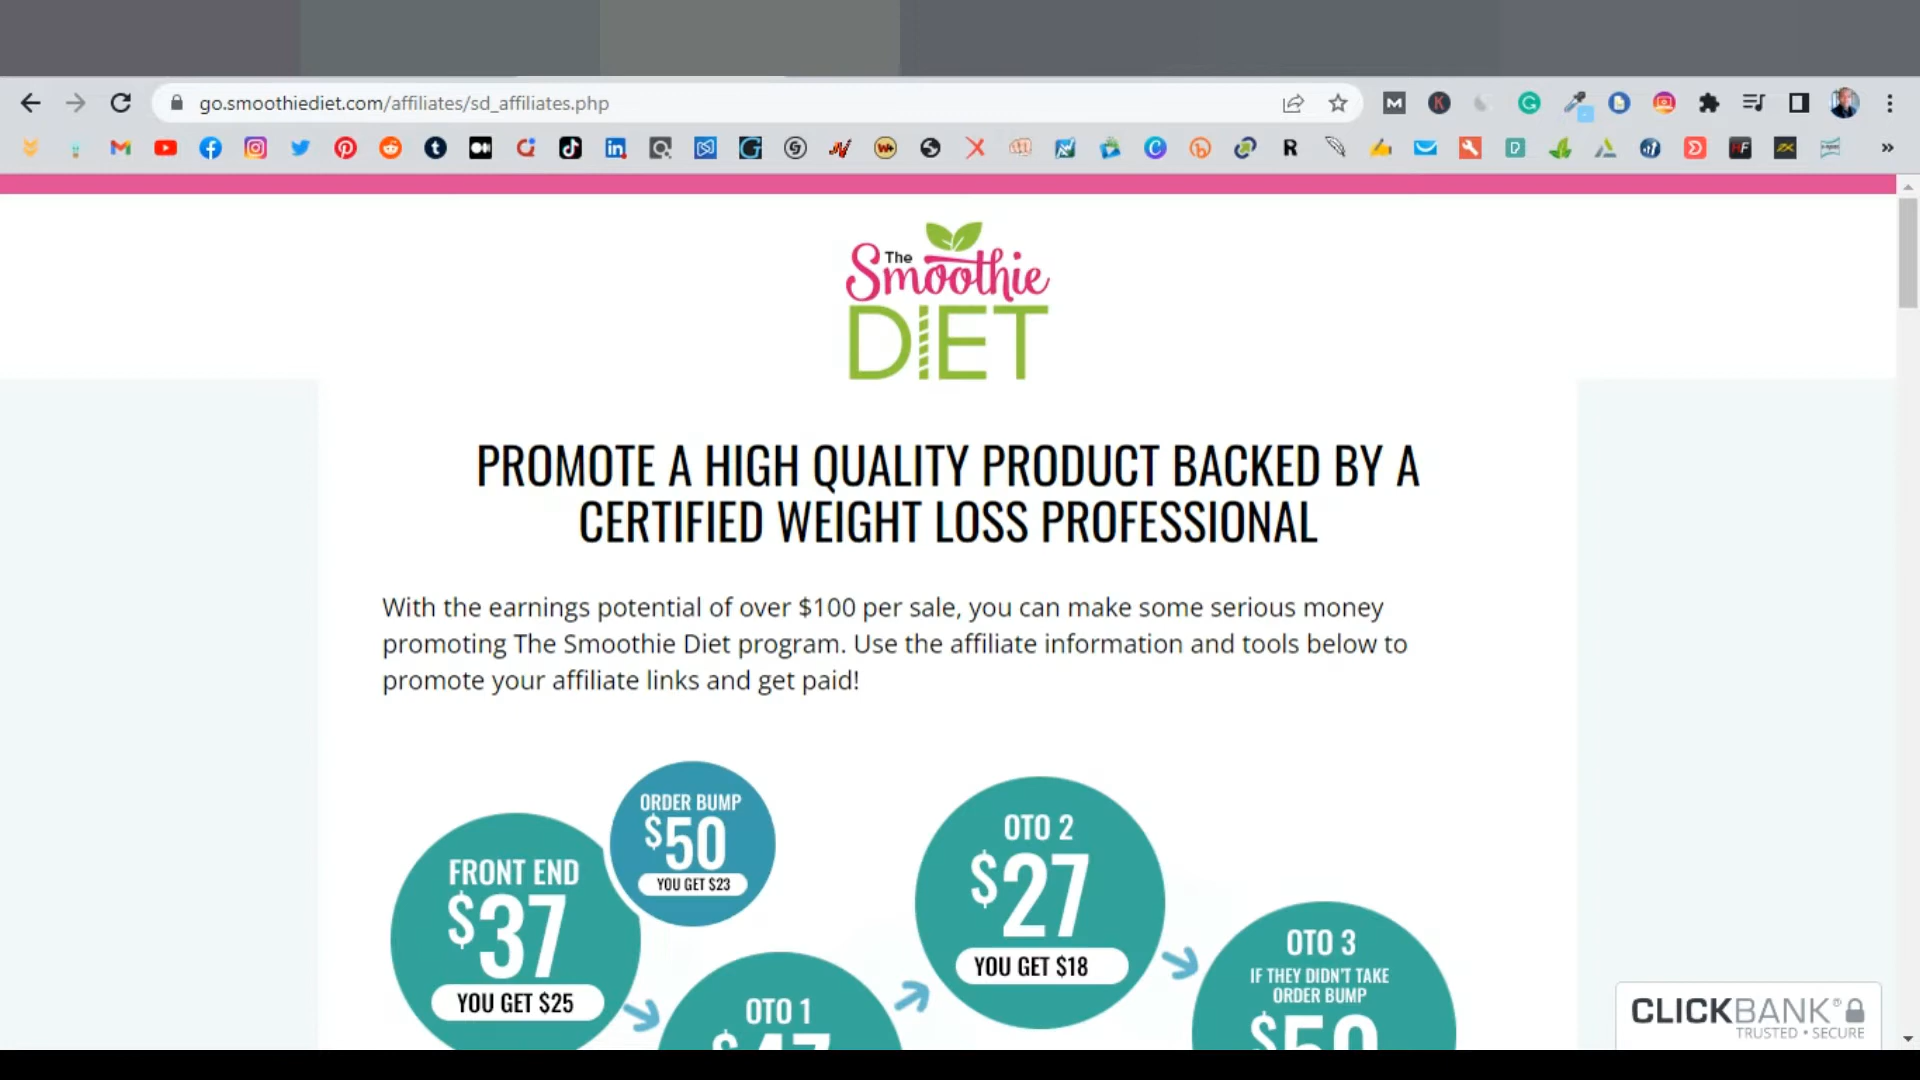 go.smoothiediet.com/affiliates/sd_affiliates.php
The
Smoothie
DIET
PROMOTE A HIGH QUALITY PRODUCT BACKED BY A
CERTIFIED WEIGHT LOSS PROFESSIONAL
With the earnings potential of over $100 per sale, you can make some serious money
promoting The Smoothie Diet program. Use the affiliate information and tools below to
promote your affiliate links and get paid!
ORDER BUMP
$50
YOU GET $23
FRONT END
$37
YOU GET $25
OTO 1
$47
OTO 2
$27
YOU GET $18
OTO 3
IF THEY DIDN'T TAKE
ORDER BUMP
$50
CLICKBANK®
TRUSTED • SECURE